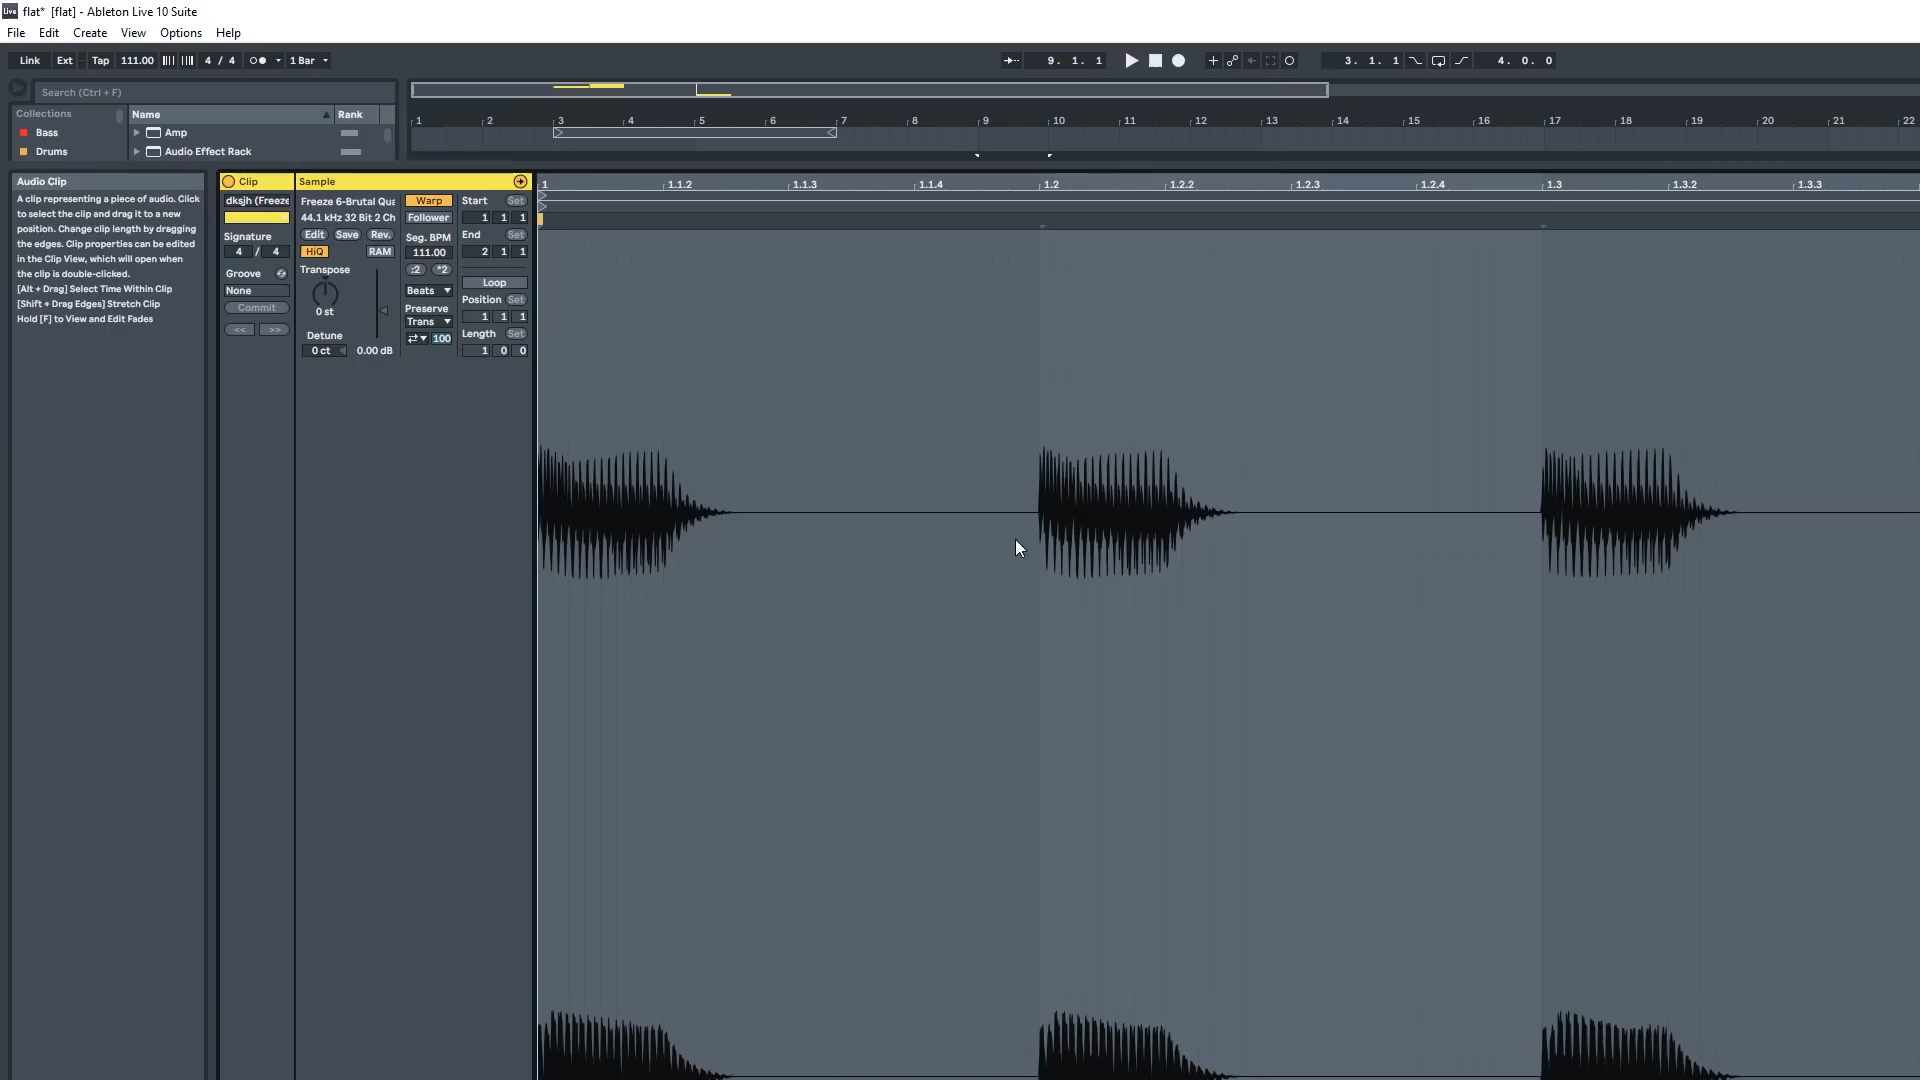 flat* [flat] - Ableton Live 10 Suite
File Edit Create View Options Help
Link Ext Tap 111.00 4 / 4 1 Bar 9. 1. 1 3. 1. 1 4. 0. 0
Search (Ctrl + F)
Collections Name Rank
Bass Amp
Drums Audio Effect Rack
1 2 3 4 5 6 7 8 9 10 11 12 13 14 15 16 17 18 19 20 21 22
Audio Clip
A clip representing a piece of audio. Click
to select the clip and drag it to a new
position. Change clip length by dragging
the edges. Clip properties can be edited
in the Clip View, which will open when
the clip is double-clicked.
[Alt + Drag] Select Time Within Clip
[Shift + Drag Edges] Stretch Clip
Hold [F] to View and Edit Fades
Clip
dksjh (Freeze
Signature
4 / 4
Groove
None
Commit
<< >>
Sample
Freeze 6-Brutal Qua
44.1 kHz 32 Bit 2 Ch
Edit Save Rev.
HiQ RAM
Transpose
0 st
Detune
0 ct 0.00 dB
Warp
Follower
Seg. BPM
111.00
:2 *2
Beats
Preserve
Trans
100
Start Set
1 1 1
End Set
2 1 1
Loop
Position Set
1 1 1
Length Set
1 0 0
1 1.1.2 1.1.3 1.1.4 1.2 1.2.2 1.2.3 1.2.4 1.3 1.3.2 1.3.3